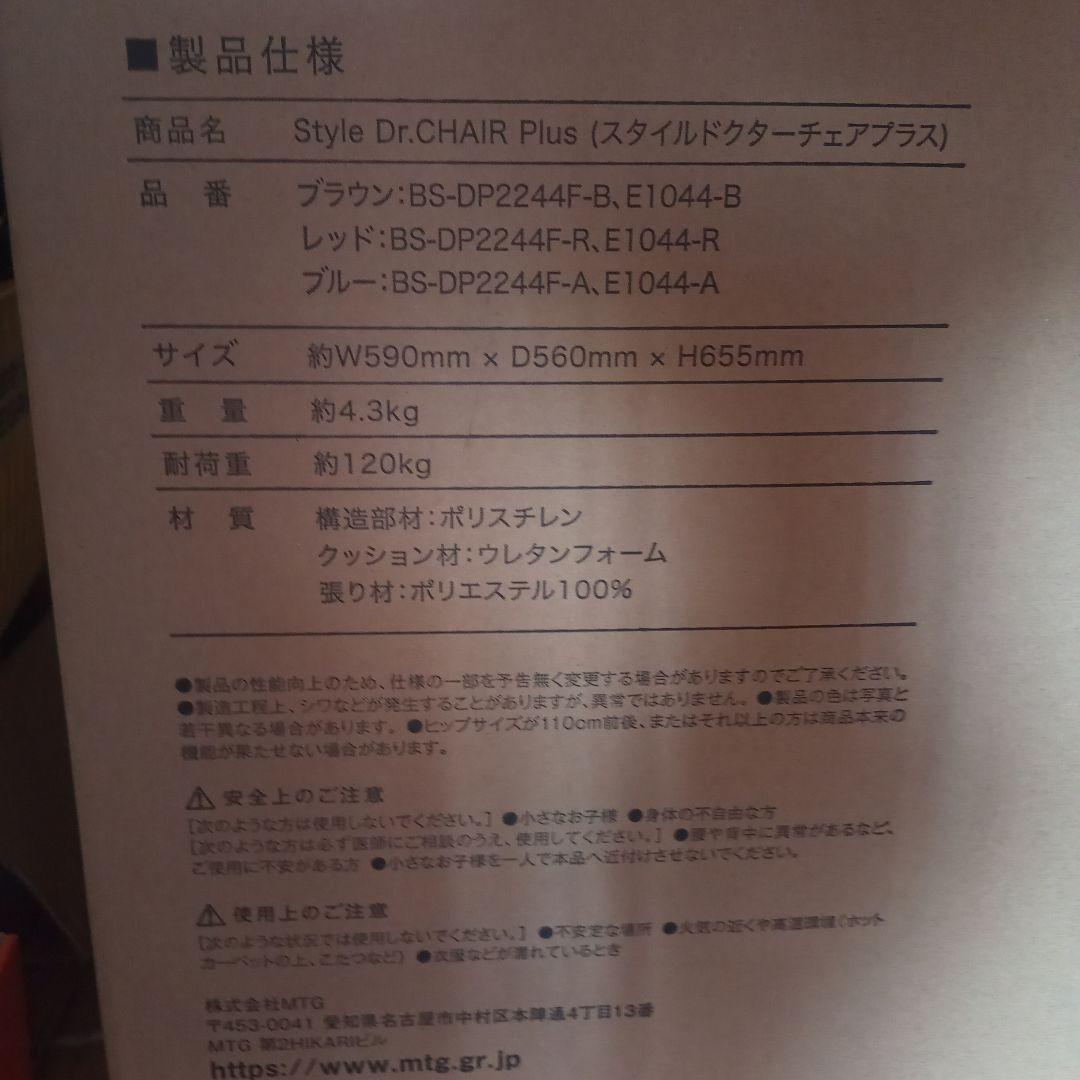 ■製品仕様
商品名 Style Dr.CHAIR Plus (スタイルドクターチェアプラス)
品 番 ブラウン：BS-DP2244F-B、E1044-B
レッド：BS-DP2244F-R、E1044-R
ブルー：BS-DP2244F-A、E1044-A
サイズ 約W590mm × D560mm × H655mm
重 量 約4.3kg
耐荷重 約120kg
材 質 構造部材：ポリスチレン
クッション材：ウレタンフォーム
張り材：ポリエステル100%
●製品の性能向上のため、仕様の一部を予告無く変更する場合がありますのでご了承ください。
●製造工程上、シワなどが発生することがありますが、異常ではありません。 ●製品の色は写真と
若干異なる場合があります。 ●ヒップサイズが110cm前後、またはそれ以上の方は商品本来の
機能が果たせない場合があります。
⚠ 安全上のご注意
［次のような方は使用しないでください。］ ●小さなお子様 ●身体の不自由な方
［次のような方は必ず医師にご相談のうえ、使用してください。］ ●腰や背中に異常があるなど、
ご使用に不安がある方 ●小さなお子様を一人で本品へ近付けさせないでください。
⚠ 使用上のご注意
［次のような状況では使用しないでください。］ ●不安定な場所 ●火気の近くや高温環境（ホット
カーペットの上、こたつなど） ●衣服などが濡れているとき
株式会社MTG
〒453-0041 愛知県名古屋市中村区本陣通4丁目13番
MTG 第2HIKARIビル
https://www.mtg.gr.jp